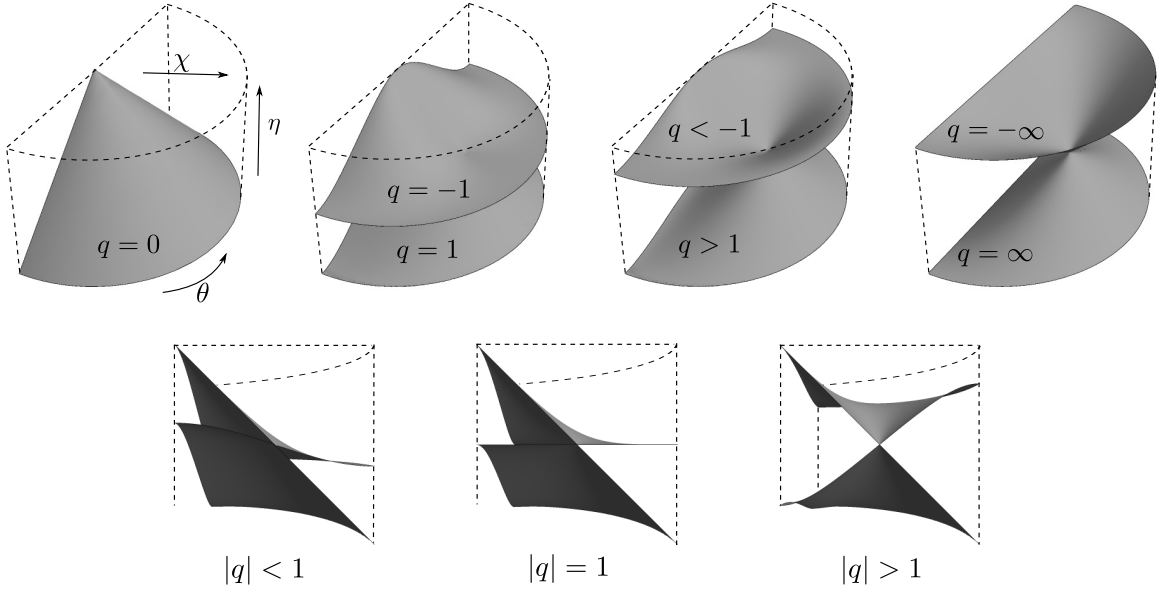 χ
η
θ
q = 0
q = −1
q = 1
q < −1
q > 1
q = −∞
q = ∞
|q| < 1
|q| = 1
|q| > 1